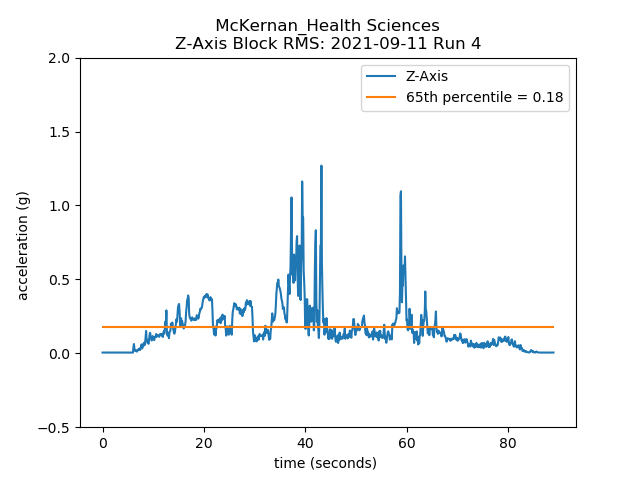 McKernan_Health Sciences
Z-Axis Block RMS: 2021-09-11 Run 4
2.0
Z-Axis
65th percentile = 0.18
1.5
1.0
0.5
0.0
−0.5
acceleration (g)
0 20 40 60 80
time (seconds)